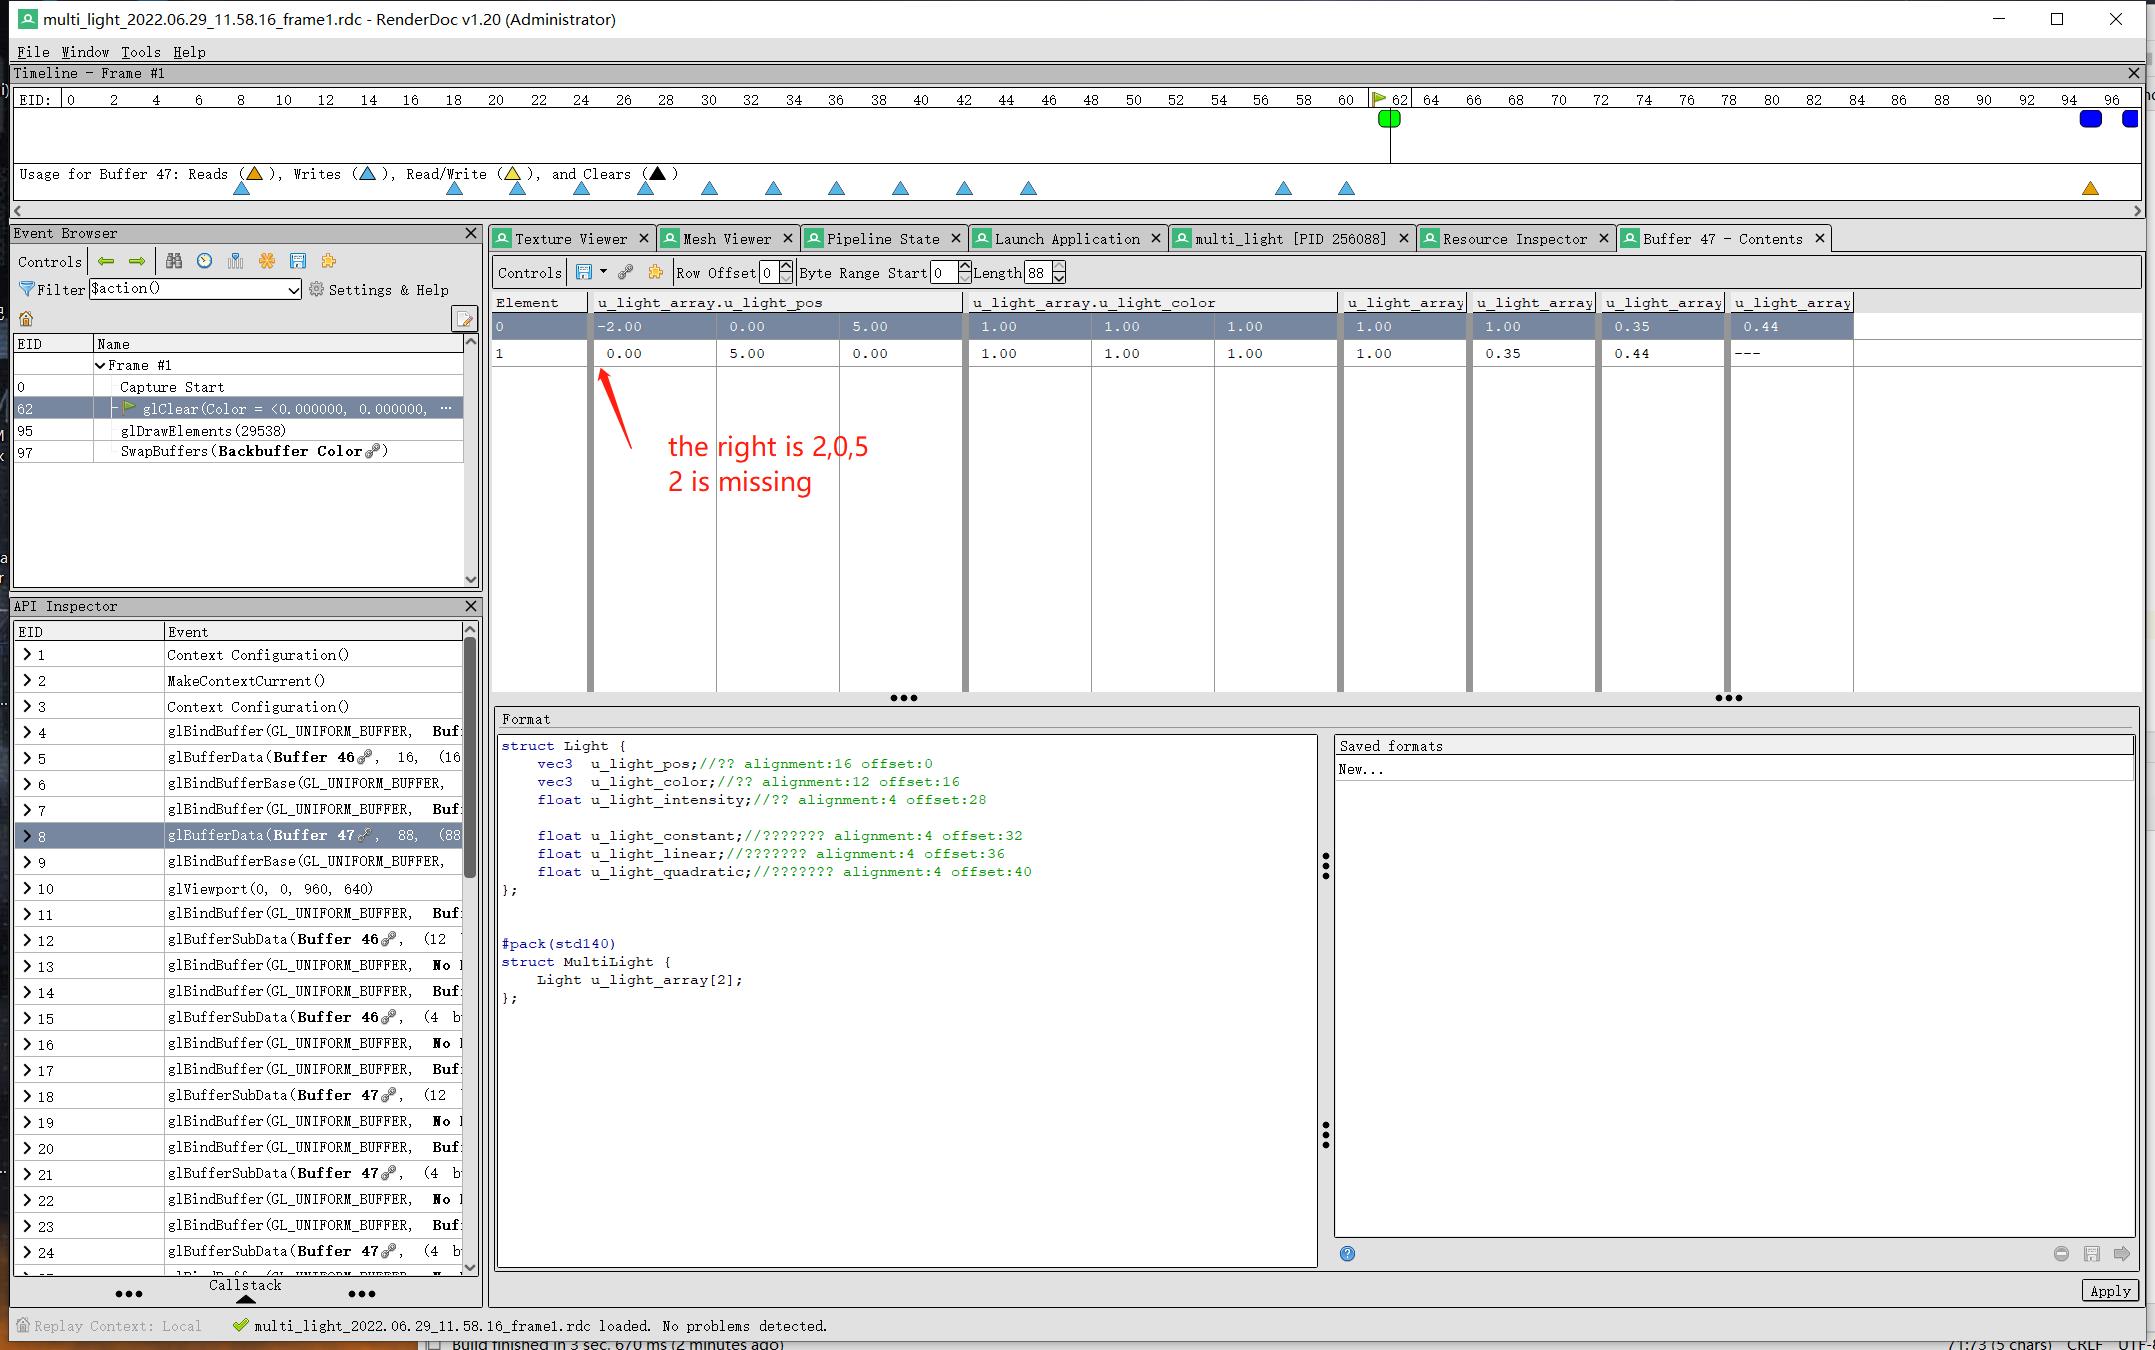 multi_light_2022.06.29_11.58.16_frame1.rdc - RenderDoc v1.20 (Administrator)
File Window Tools Help
Timeline - Frame #1
EID: 0 2 4 6 8 10 12 14 16 18 20 22 24 26 28 30 32 34 36 38 40 42 44 46 48 50 52 54 56 58 60 62 64 66 68 70 72 74 76 78 80 82 84 86 88 90 92 94 96
Usage for Buffer 47: Reads ( ), Writes ( ), Read/Write ( ), and Clears ( )
Event Browser
Controls
Filter $action() Settings & Help
EID Name
Frame #1
0 Capture Start
62 glClear(Color = <0.000000, 0.000000, ...
95 glDrawElements(29538)
97 SwapBuffers(Backbuffer Color)
API Inspector
EID Event
1 Context Configuration()
2 MakeContextCurrent()
3 Context Configuration()
4 glBindBuffer(GL_UNIFORM_BUFFER, Buf
5 glBufferData(Buffer 46, 16, (16
6 glBindBufferBase(GL_UNIFORM_BUFFER,
7 glBindBuffer(GL_UNIFORM_BUFFER, Buf
8 glBufferData(Buffer 47, 88, (88
9 glBindBufferBase(GL_UNIFORM_BUFFER,
10 glViewport(0, 0, 960, 640)
11 glBindBuffer(GL_UNIFORM_BUFFER, Buf
12 glBufferSubData(Buffer 46, (12
13 glBindBuffer(GL_UNIFORM_BUFFER, No
14 glBindBuffer(GL_UNIFORM_BUFFER, Buf
15 glBufferSubData(Buffer 46, (4 b
16 glBindBuffer(GL_UNIFORM_BUFFER, No
17 glBindBuffer(GL_UNIFORM_BUFFER, Buf
18 glBufferSubData(Buffer 47, (12
19 glBindBuffer(GL_UNIFORM_BUFFER, No
20 glBindBuffer(GL_UNIFORM_BUFFER, Buf
21 glBufferSubData(Buffer 47, (4 b
22 glBindBuffer(GL_UNIFORM_BUFFER, No
23 glBindBuffer(GL_UNIFORM_BUFFER, Buf
24 glBufferSubData(Buffer 47, (4 b
Callstack
Texture Viewer Mesh Viewer Pipeline State Launch Application multi_light [PID 256088] Resource Inspector Buffer 47 - Contents
Controls Row Offset 0 Byte Range Start 0 Length 88
Element u_light_array.u_light_pos u_light_array.u_light_color u_light_array u_light_array u_light_array u_light_array
0 -2.00 0.00 5.00 1.00 1.00 1.00 1.00 1.00 0.35 0.44
1 0.00 5.00 0.00 1.00 1.00 1.00 1.00 0.35 0.44 ---
the right is 2,0,5
2 is missing
Format
struct Light {
vec3 u_light_pos;//?? alignment:16 offset:0
vec3 u_light_color;//?? alignment:12 offset:16
float u_light_intensity;//?? alignment:4 offset:28
float u_light_constant;//??????? alignment:4 offset:32
float u_light_linear;//??????? alignment:4 offset:36
float u_light_quadratic;//??????? alignment:4 offset:40
};
#pack(std140)
struct MultiLight {
Light u_light_array[2];
};
Saved formats
New...
Apply
Replay Context: Local multi_light_2022.06.29_11.58.16_frame1.rdc loaded. No problems detected.
Build finished in 3 sec, 670 ms (2 minutes ago) 71:73 (5 chars) CRLF UTF-8